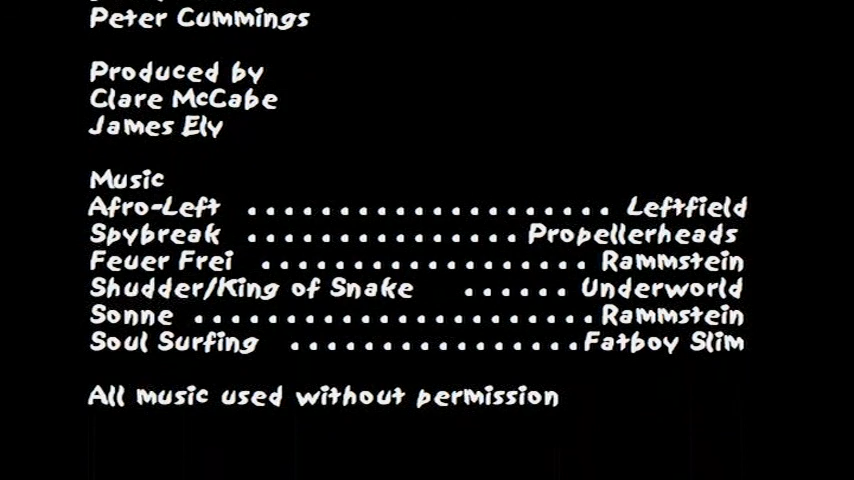 Peter Cummings
Produced by
Clare McCabe
James Ely
Music
Afro-Left ...................... Leftfield
Spybreak ................ Propellerheads
Feuer Frei .................... Rammstein
Shudder/King of Snake ...... Underworld
Sonne .......................... Rammstein
Soul Surfing .................. Fatboy Slim
All music used without permission